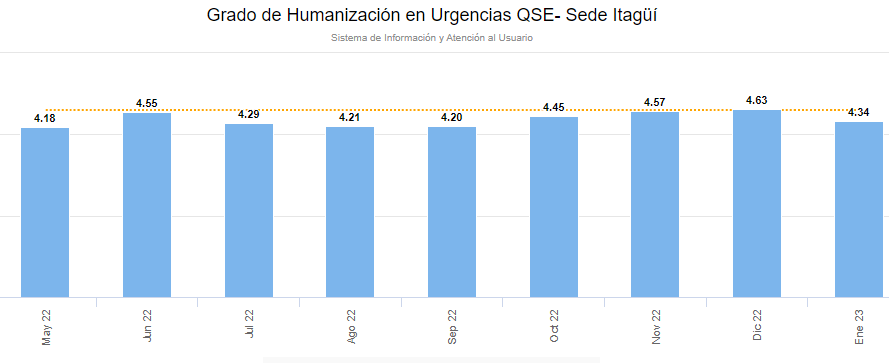 Grado de Humanización en Urgencias QSE- Sede Itagüí
Sistema de Información y Atención al Usuario
4.18
4.55
4.29
4.21
4.20
4.45
4.57
4.63
4.34
May 22
Jun 22
Jul 22
Ago 22
Sep 22
Oct 22
Nov 22
Dic 22
Ene 23